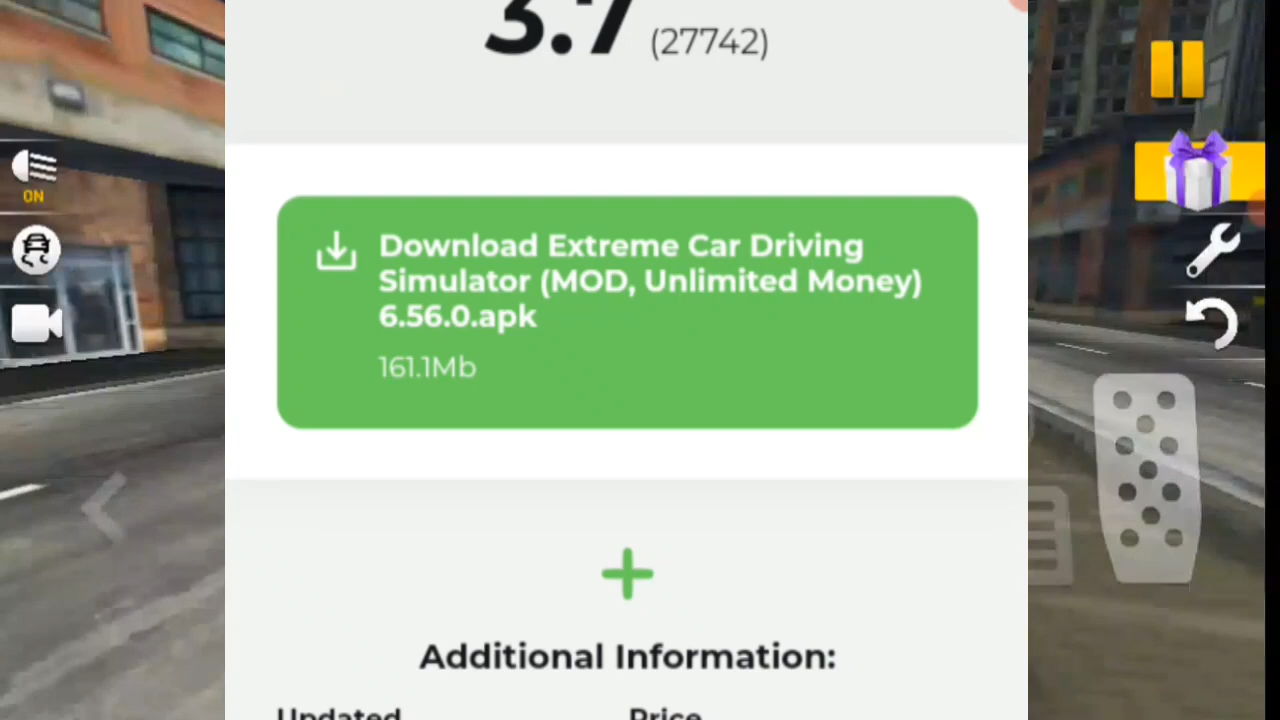 3.7 (27742)
ON
Download Extreme Car Driving
Simulator (MOD, Unlimited Money)
6.56.0.apk
161.1Mb
Additional Information:
Updated Price